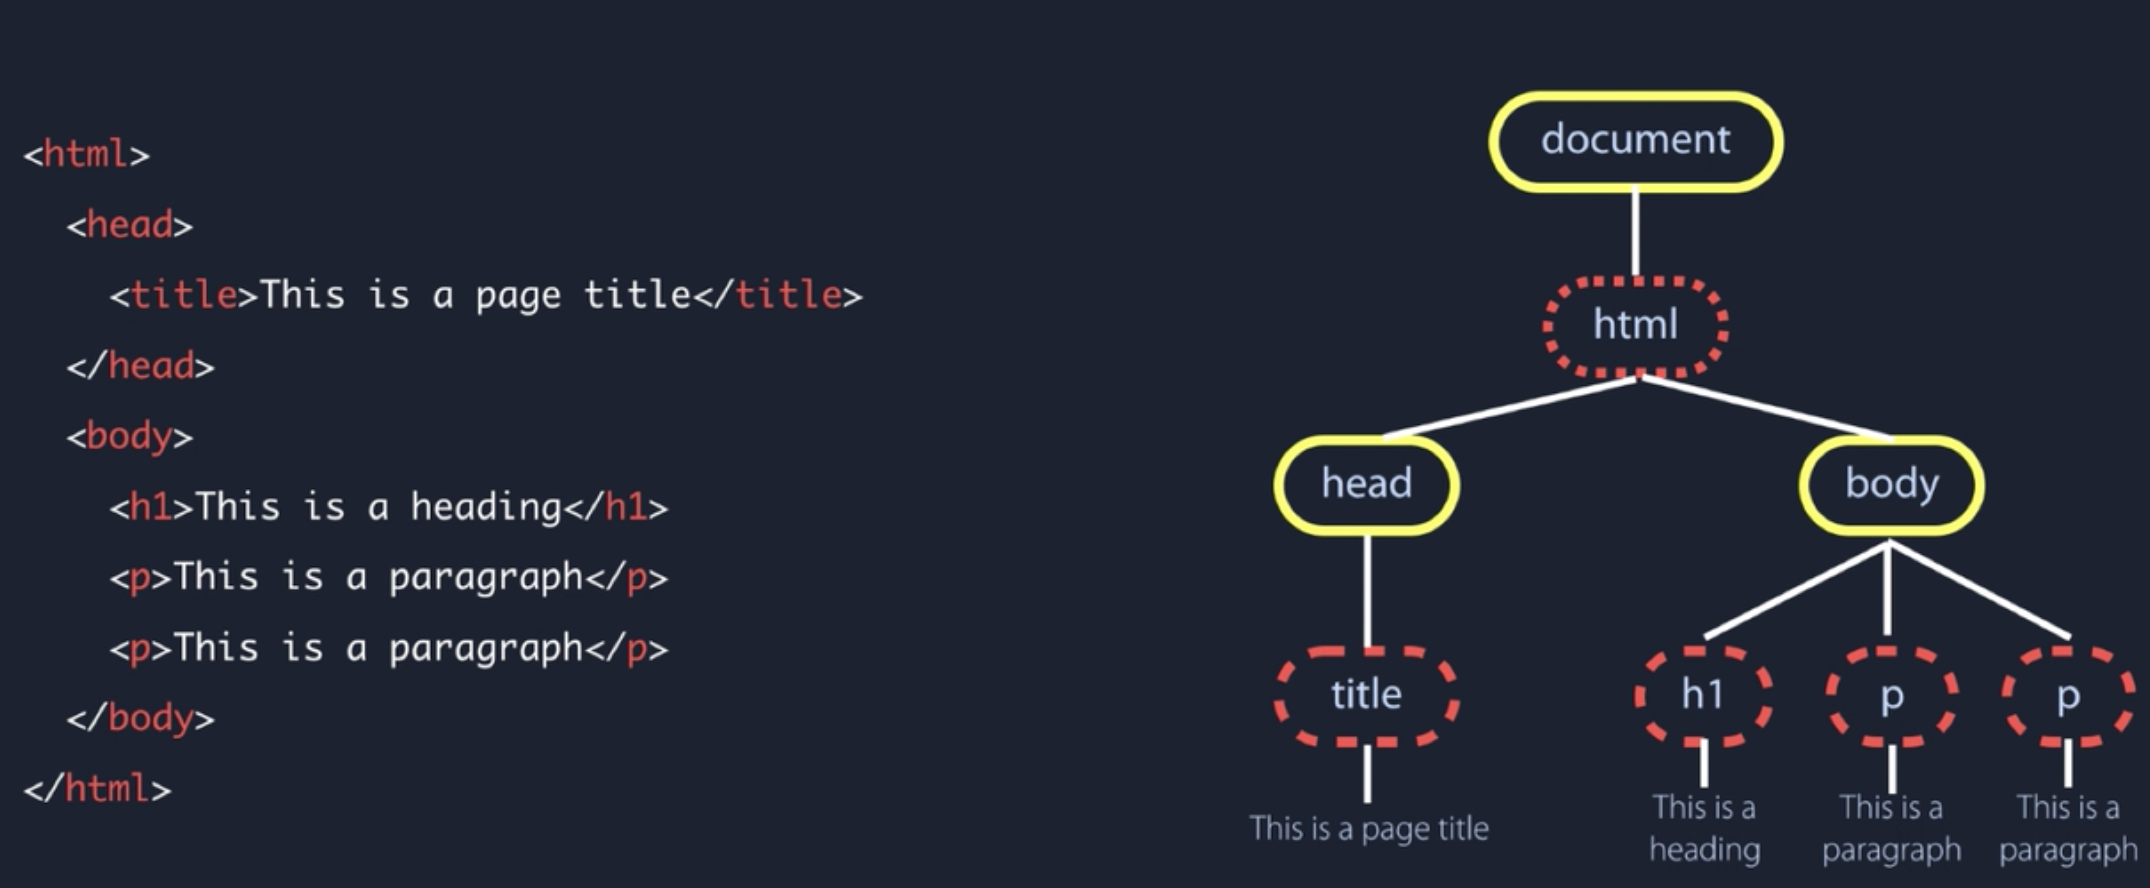 <html>
<head>
<title>This is a page title</title>
</head>
<body>
<h1>This is a heading</h1>
<p>This is a paragraph</p>
<p>This is a paragraph</p>
</body>
</html>
document
html
head
body
title
h1
p
p
This is a page title
This is a
heading
This is a
paragraph
This is a
paragraph